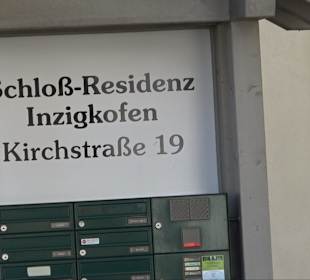 Schloß-Residenz
Inzigkofen
Kirchstraße 19